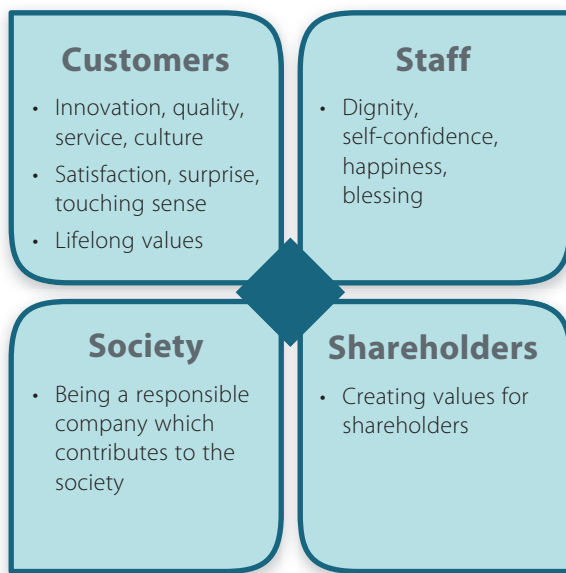 Customers
• Innovation, quality,
service, culture
• Satisfaction, surprise,
touching sense
• Lifelong values
Staff
• Dignity,
self-confidence,
happiness,
blessing
Society
• Being a responsible
company which
contributes to the
society
Shareholders
• Creating values for
shareholders